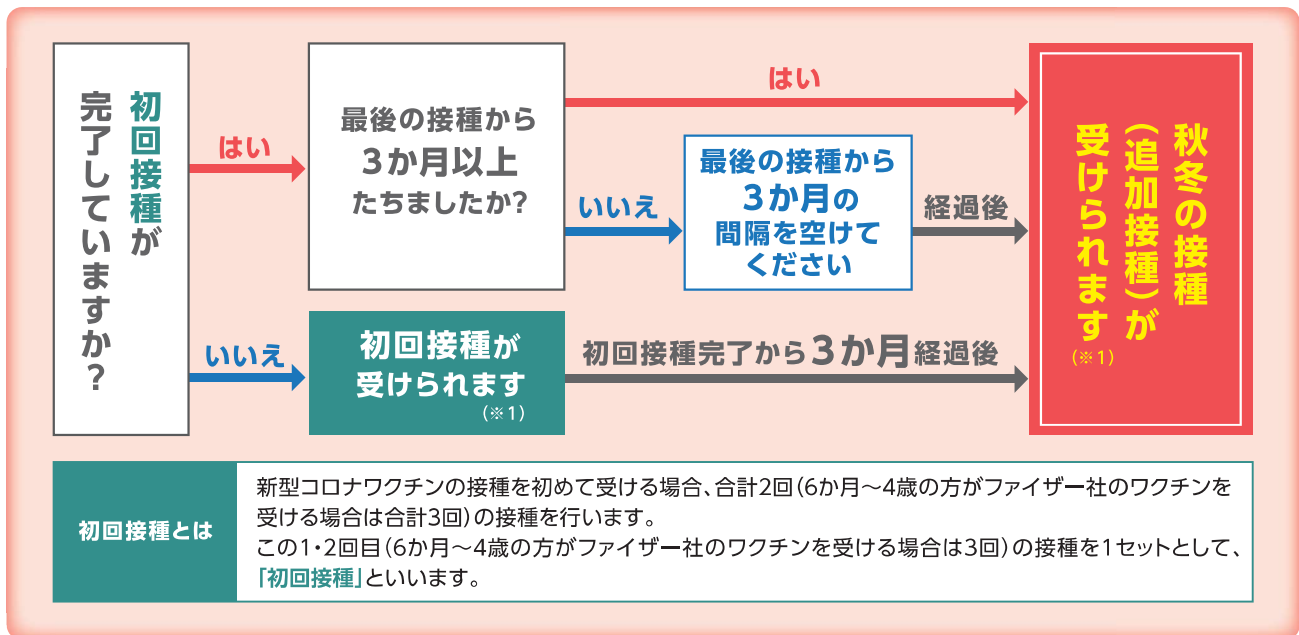 初回接種が
完了していますか？
はい
いいえ
最後の接種から
3か月以上
たちましたか？
はい
いいえ
最後の接種から
3か月の
間隔を空けて
ください
経過後
初回接種が
受けられます
（※1）
初回接種完了から3か月経過後
秋冬の接種
（追加接種）が
受けられます
（※1）
初回接種とは
新型コロナワクチンの接種を初めて受ける場合、合計2回（6か月～4歳の方がファイザー社のワクチンを
受ける場合は合計3回）の接種を行います。
この1・2回目（6か月～4歳の方がファイザー社のワクチンを受ける場合は3回）の接種を1セットとして、
「初回接種」といいます。